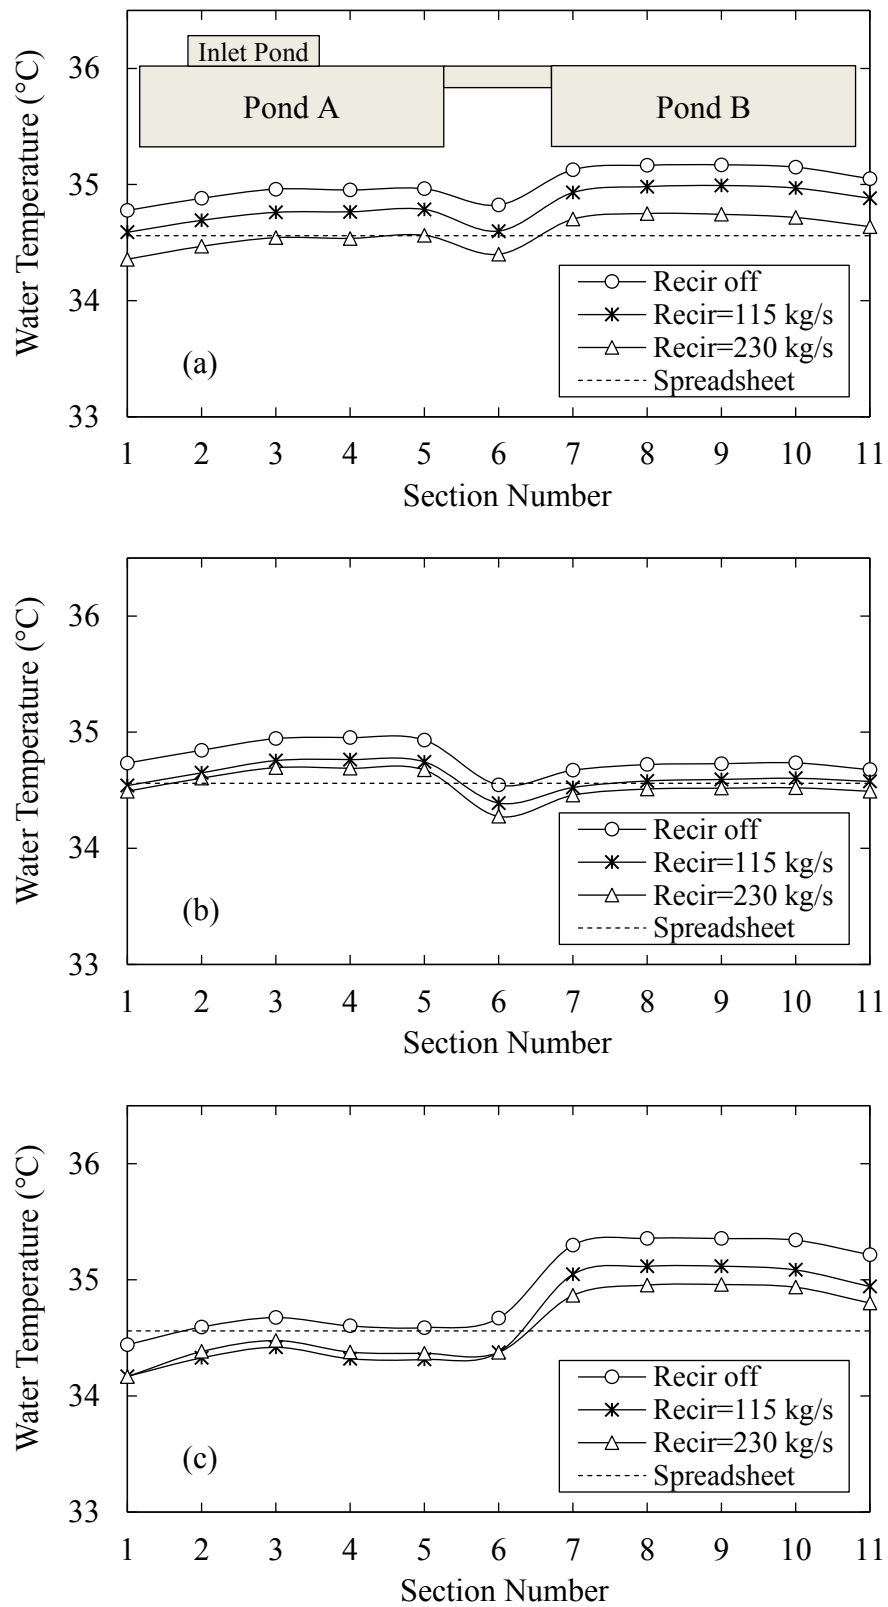 36
35
34
33
Water Temperature (°C)
Inlet Pond
Pond A
Pond B
Recir off
Recir=115 kg/s
Recir=230 kg/s
Spreadsheet
(a)
1 2 3 4 5 6 7 8 9 10 11
Section Number
36
35
34
33
Water Temperature (°C)
Recir off
Recir=115 kg/s
Recir=230 kg/s
Spreadsheet
(b)
1 2 3 4 5 6 7 8 9 10 11
Section Number
36
35
34
33
Water Temperature (°C)
Recir off
Recir=115 kg/s
Recir=230 kg/s
Spreadsheet
(c)
1 2 3 4 5 6 7 8 9 10 11
Section Number